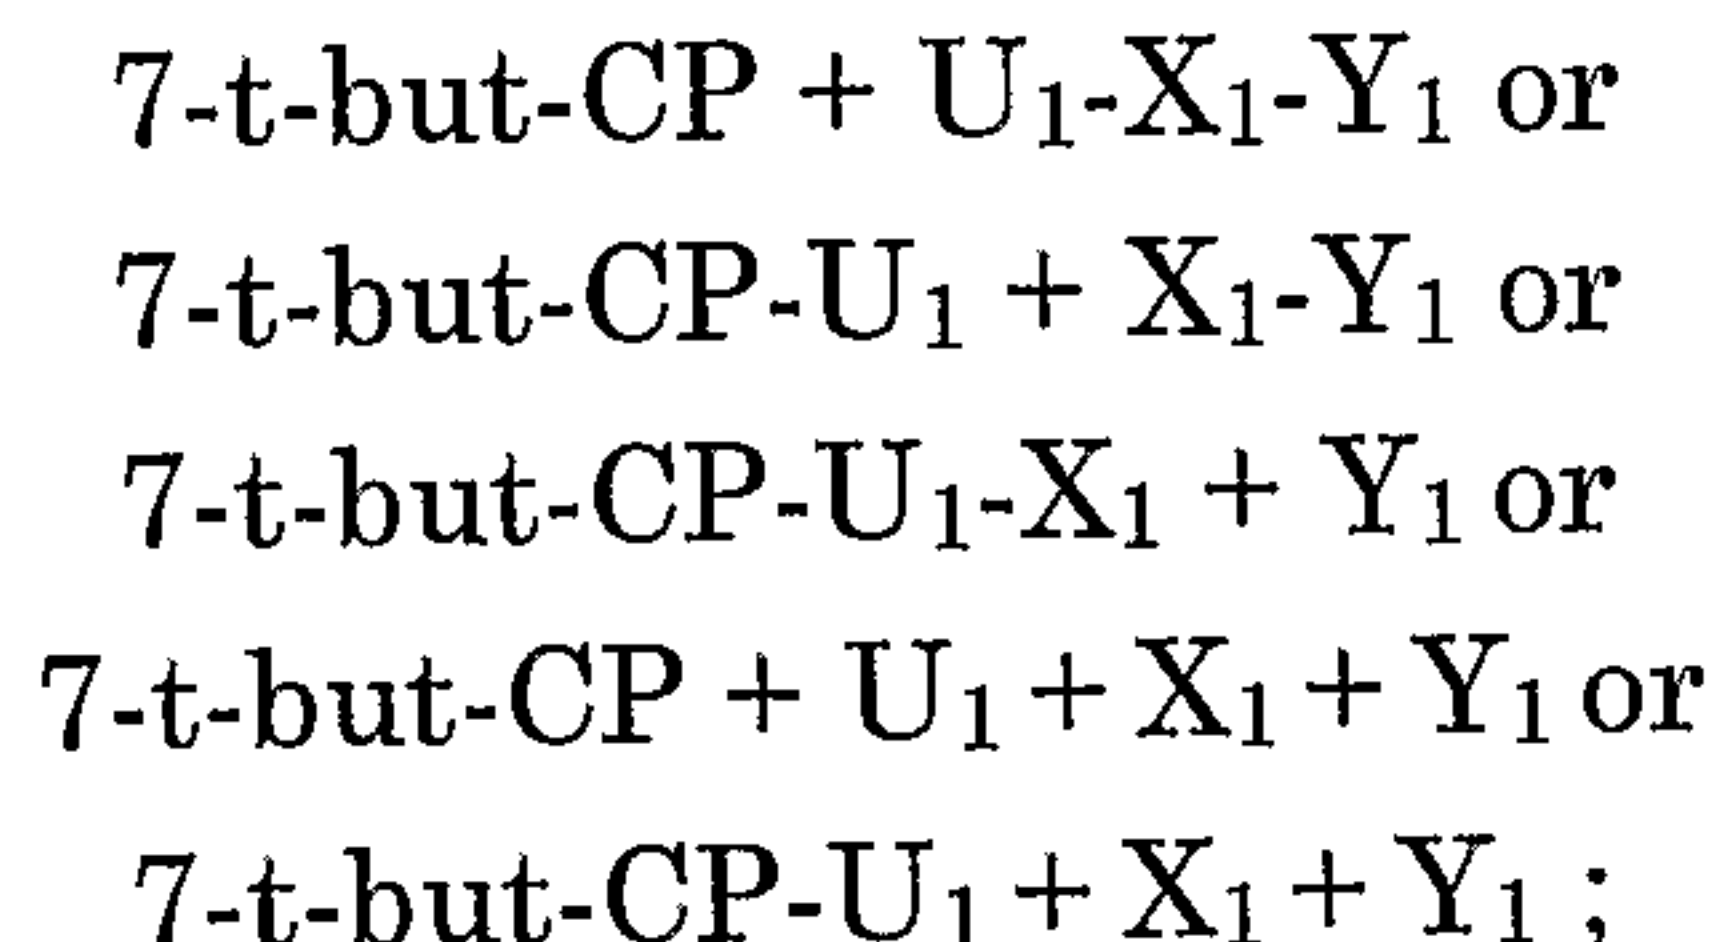 7-t-but-CP + U₁-X₁-Y₁ or
7-t-but-CP-U₁ + X₁-Y₁ or
7-t-but-CP-U₁-X₁ + Y₁ or
7-t-but-CP + U₁ + X₁ + Y₁ or
7-t-but-CP-U₁ + X₁ + Y₁ ;